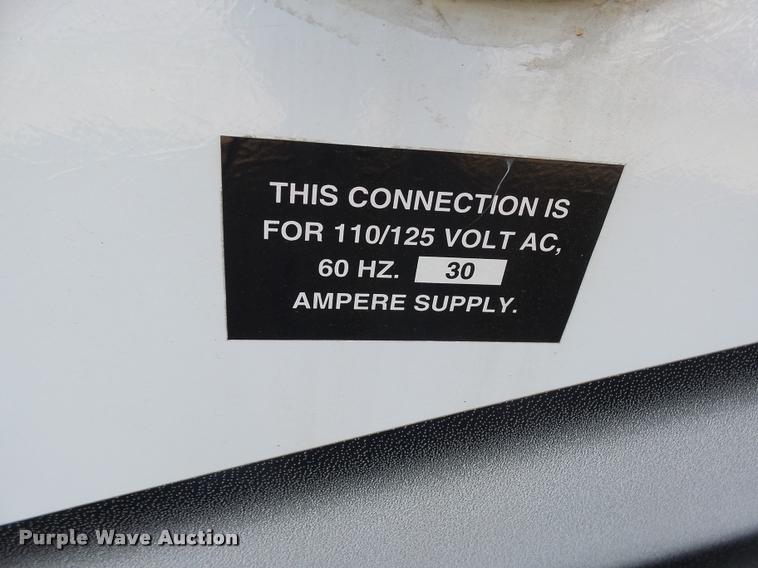 THIS CONNECTION IS
FOR 110/125 VOLT AC,
60 HZ. 30
AMPERE SUPPLY.
Purple Wave Auction